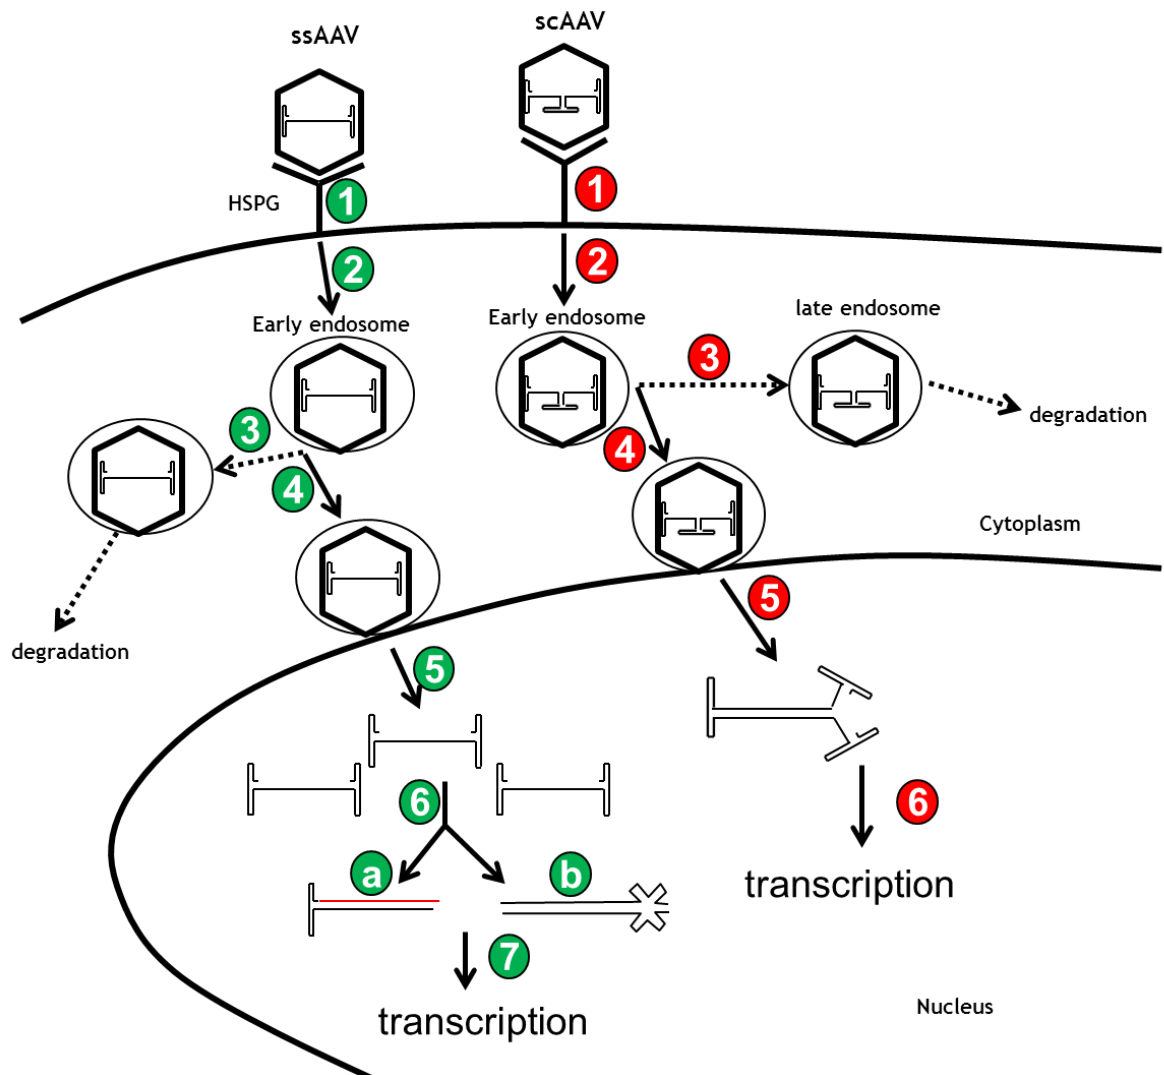 ssAAV
scAAV
HSPG
1
1
2
2
Early endosome
Early endosome
late endosome
3
3
4
4
degradation
degradation
Cytoplasm
5
5
6
6
a
b
transcription
7
transcription
Nucleus